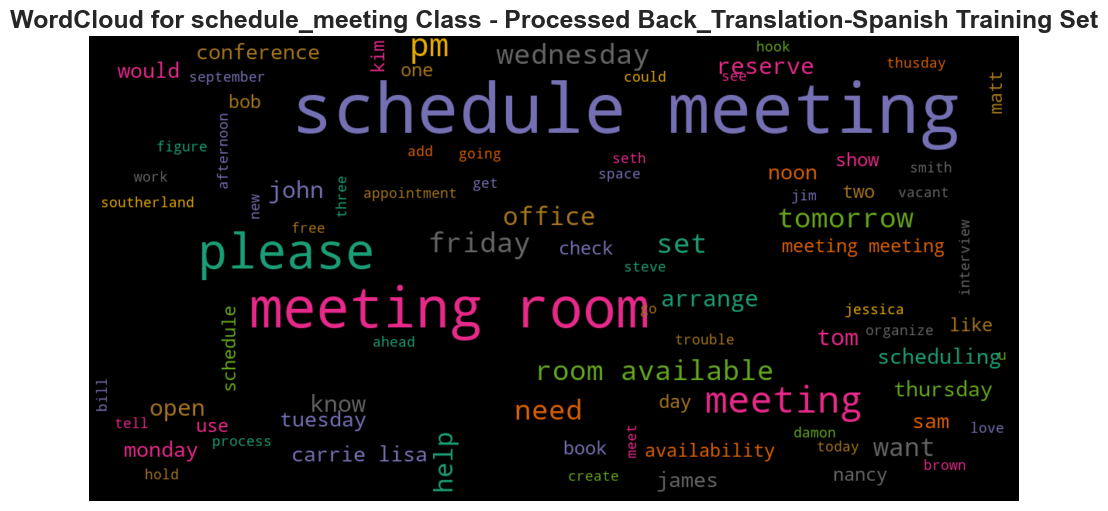 WordCloud for schedule_meeting Class - Processed Back_Translation-Spanish Training Set
conference
pm
wednesday
hook
kim
would
september
one
could
see
reserve
thusday
matt
bob
schedule meeting
figure
afternoon
add
going
seth
show
smith
work
space
noon
southerland
new
john
three
appointment
get
jim
two
vacant
free
office
tomorrow
please
friday
check
set
meeting meeting
interview
steve
meeting room
go
arrange
jessica
schedule
ahead
trouble
tom
organize
like
scheduling
u
room available
bill
open
know
need
day
meeting
thursday
tell
use
tuesday
sam
love
process
damon
monday
carrie lisa
help
book
meet
availability
today
want
brown
hold
create
james
nancy